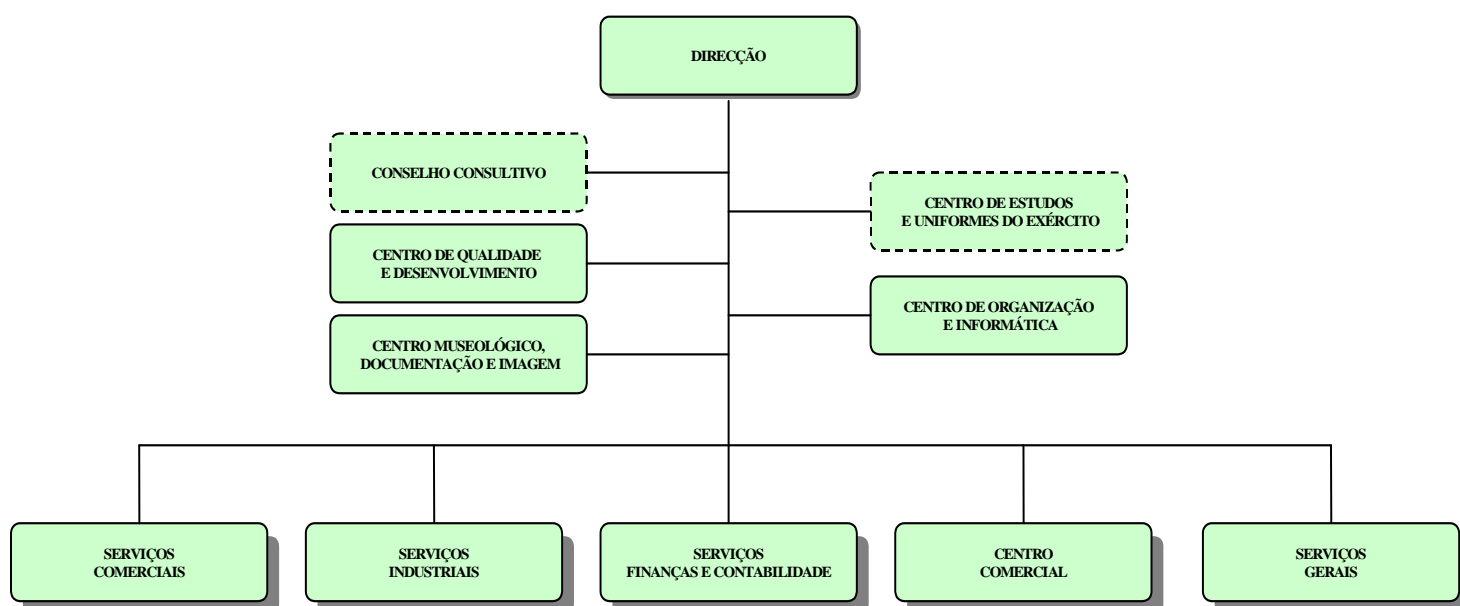 DIRECÇÃO
CONSELHO CONSULTIVO
CENTRO DE ESTUDOS
E UNIFORMES DO EXÉRCITO
CENTRO DE QUALIDADE
E DESENVOLVIMENTO
CENTRO DE ORGANIZAÇÃO
E INFORMÁTICA
CENTRO MUSEOLÓGICO,
DOCUMENTAÇÃO E IMAGEM
SERVIÇOS
COMERCIAIS
SERVIÇOS
INDUSTRIAIS
SERVIÇOS
FINANÇAS E CONTABILIDADE
CENTRO
COMERCIAL
SERVIÇOS
GERAIS